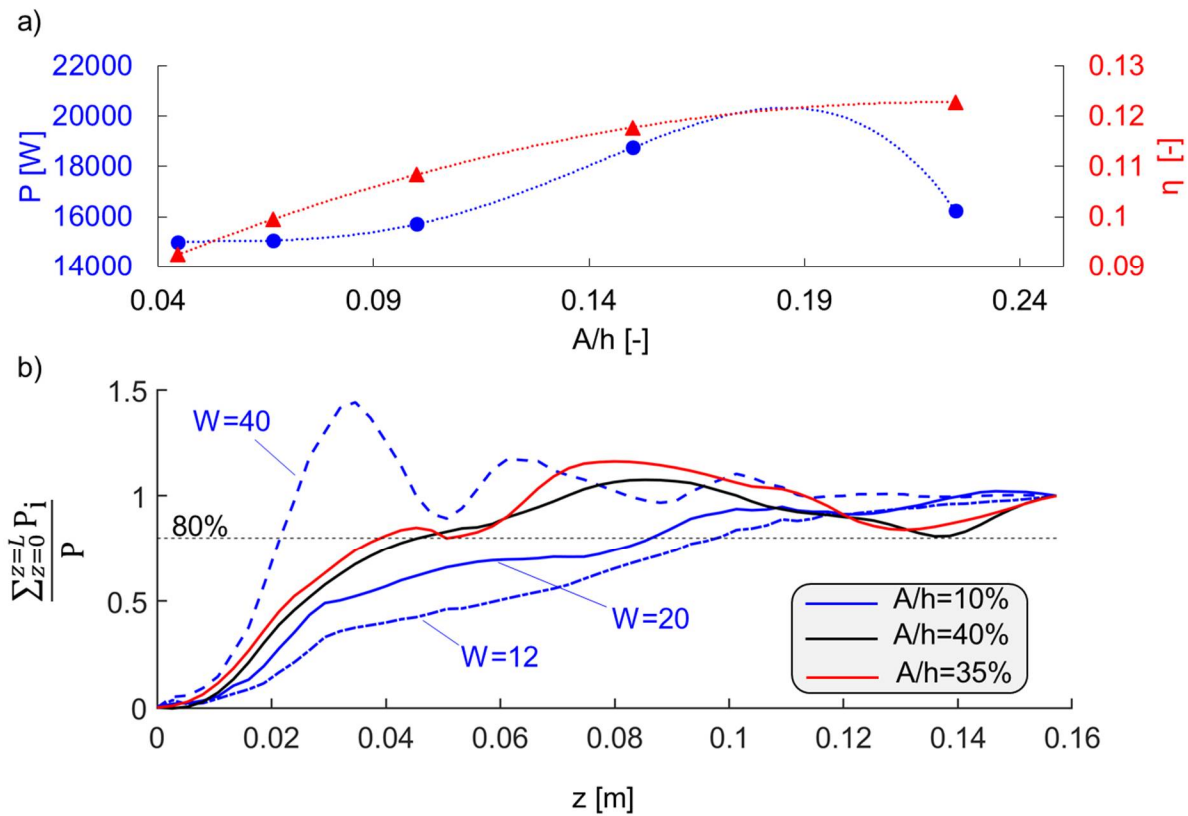 a)
22000
20000
18000
16000
14000
P [W]
0.13
0.12
0.11
0.1
0.09
η [-]
0.04 0.09 0.14 0.19 0.24
A/h [-]
b)
1.5
1
0.5
0
∑z=L z=0 Pi
P
80%
W=40
W=20
W=12
A/h=10%
A/h=40%
A/h=35%
0 0.02 0.04 0.06 0.08 0.1 0.12 0.14 0.16
z [m]